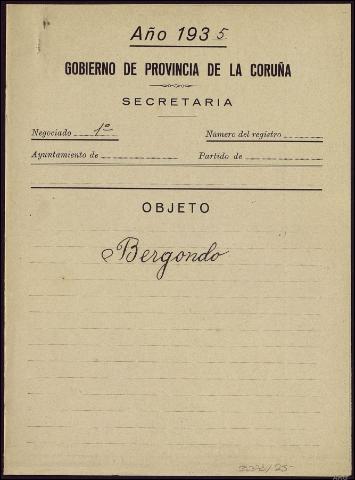 Año 1935.
GOBIERNO DE PROVINCIA DE LA CORUÑA
SECRETARIA
Negociado 1º Numero del registro
Ayuntamiento de Partido de
OBJETO
Bergondo